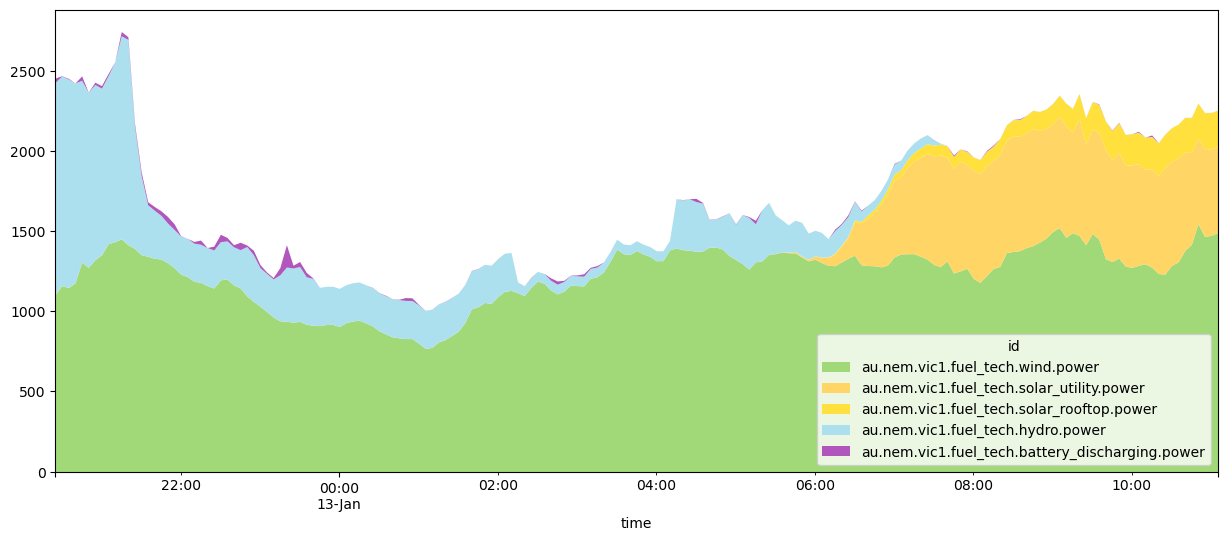 2500
2000
1500
1000
500
0
22:00
00:00
13-Jan
02:00
04:00
06:00
08:00
10:00
time
id
au.nem.vic1.fuel_tech.wind.power
au.nem.vic1.fuel_tech.solar_utility.power
au.nem.vic1.fuel_tech.solar_rooftop.power
au.nem.vic1.fuel_tech.hydro.power
au.nem.vic1.fuel_tech.battery_discharging.power